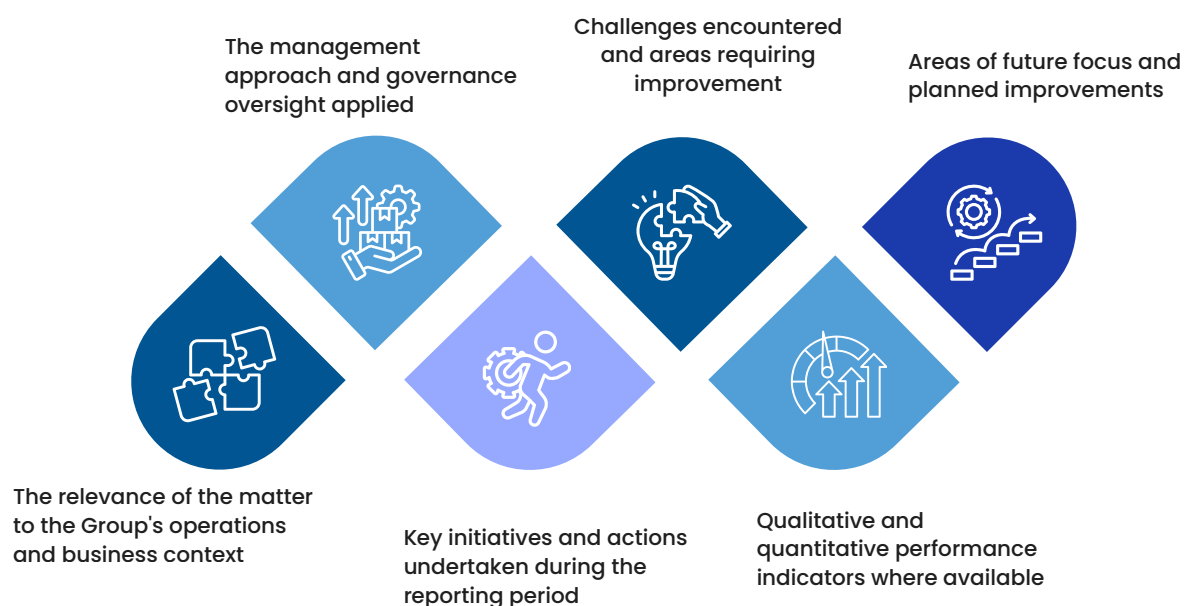 The management
approach and governance
oversight applied
Challenges encountered
and areas requiring
improvement
Areas of future focus and
planned improvements
The relevance of the matter
to the Group's operations
and business context
Key initiatives and actions
undertaken during the
reporting period
Qualitative and
quantitative performance
indicators where available